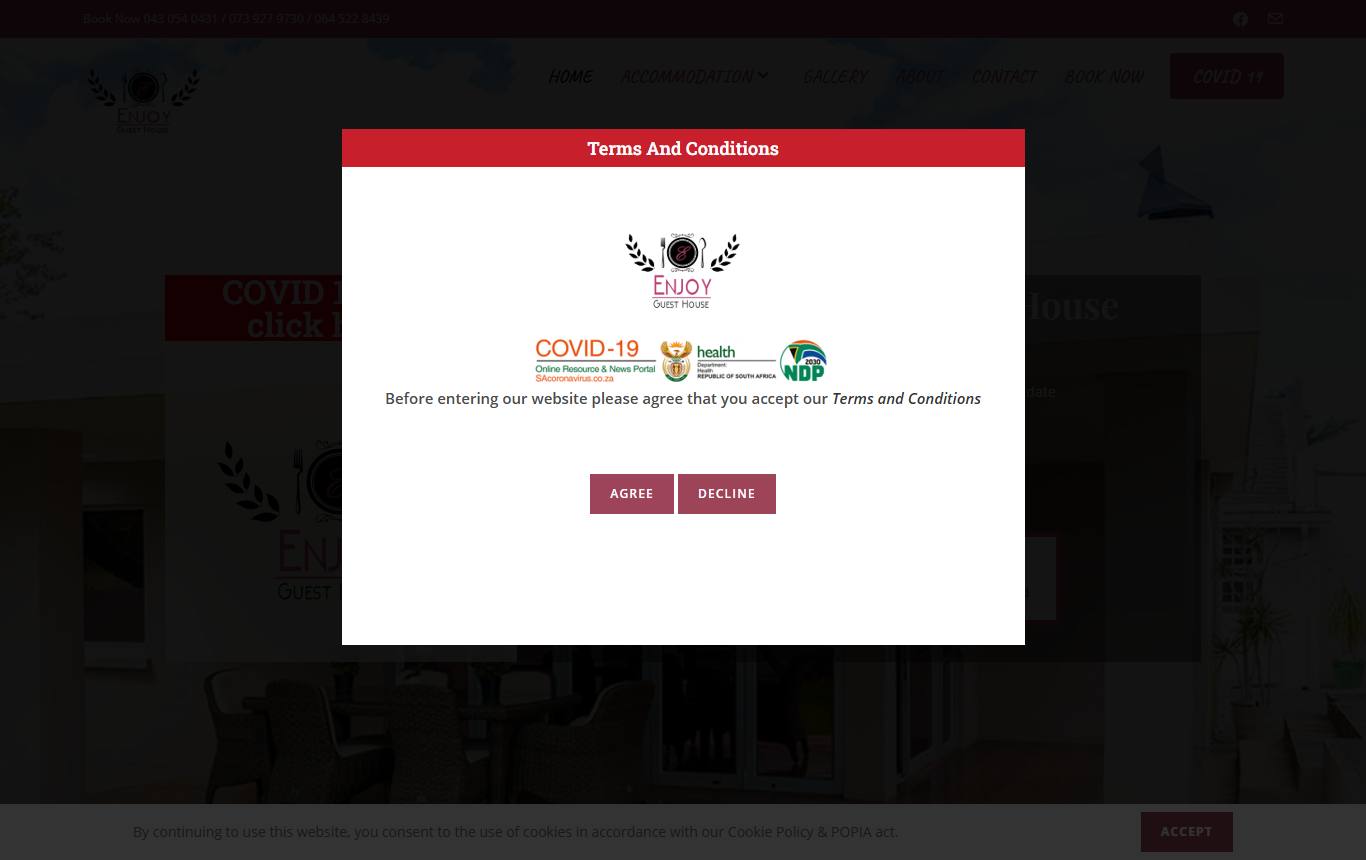 Book Now 043 054 0431 / 073 927 9730 / 064 522 8439
ENJOY
GUEST HOUSE
HOME ACCOMMODATION GALLERY ABOUT CONTACT BOOK NOW COVID 19
Terms And Conditions
ENJOY
GUEST HOUSE
COVID-19
Online Resource & News Portal
SAcoronavirus.co.za
health
Department:
Health
REPUBLIC OF SOUTH AFRICA
2030
NDP
Before entering our website please agree that you accept our Terms and Conditions
AGREE DECLINE
COVID
click
House
date
ENJ
GUEST
By continuing to use this website, you consent to the use of cookies in accordance with our Cookie Policy & POPIA act.
ACCEPT